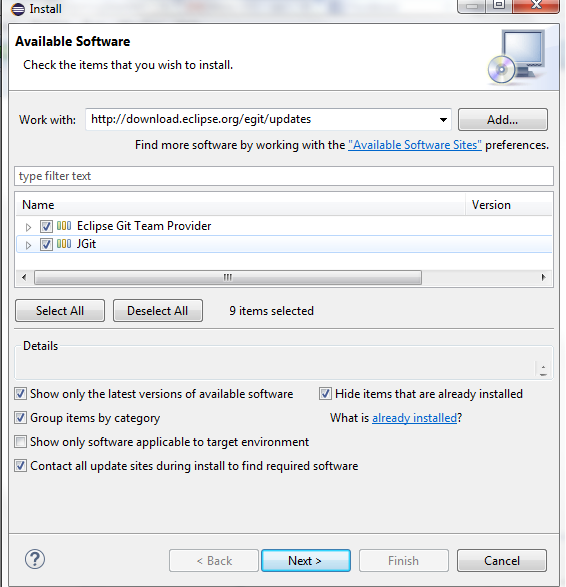 Install
Available Software
Check the items that you wish to install.
Work with: http://download.eclipse.org/egit/updates Add...
Find more software by working with the "Available Software Sites" preferences.
type filter text
Name Version
Eclipse Git Team Provider
JGit
Select All Deselect All 9 items selected
Details
Show only the latest versions of available software Hide items that are already installed
Group items by category What is already installed?
Show only software applicable to target environment
Contact all update sites during install to find required software
? < Back Next > Finish Cancel